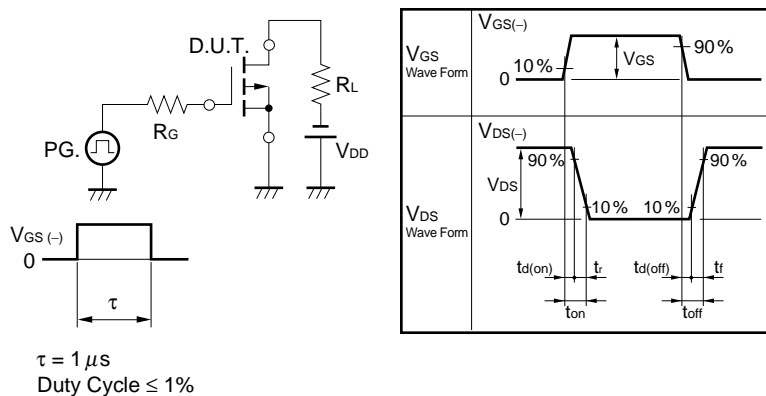 D.U.T.
RL
RG
PG.
VDD
VGS (−)
0
τ
τ = 1 μs
Duty Cycle ≤ 1%
VGS
Wave Form
VGS(−)
10 %
VGS
90 %
0
VDS
Wave Form
VDS(−)
90 %
VDS
10 %
10 %
90 %
0
td(on)
tr
td(off)
tf
ton
toff